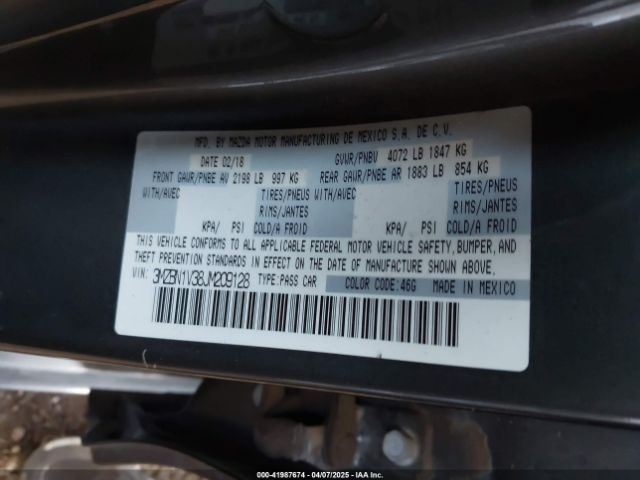 MFD. BY MAZDA MOTOR MANUFACTURING DE MEXICO S.A. DE C.V.
DATE 02/18 GVWR/PNBV 4072 LB 1847 KG
FRONT GAWR/PNBE AV 2198 LB 997 KG REAR GAWR/PNBE AR 1883 LB 854 KG
WITH/AVEC TIRES/PNEUS WITH/AVEC TIRES/PNEUS
RIMS/JANTES RIMS/JANTES
KPA/ PSI COLD/A FROID KPA/ PSI COLD/A FROID
THIS VEHICLE CONFORMS TO ALL APPLICABLE FEDERAL MOTOR VEHICLE SAFETY, BUMPER, AND
THEFT PREVENTION STANDARDS IN EFFECT ON THE DATE OF MANUFACTURE SHOWN ABOVE.
VIN: 3MZBN1V38JM209128 TYPE:PASS CAR COLOR CODE:46G MADE IN MEXICO
000-41987674 - 04/07/2025 - IAA Inc.